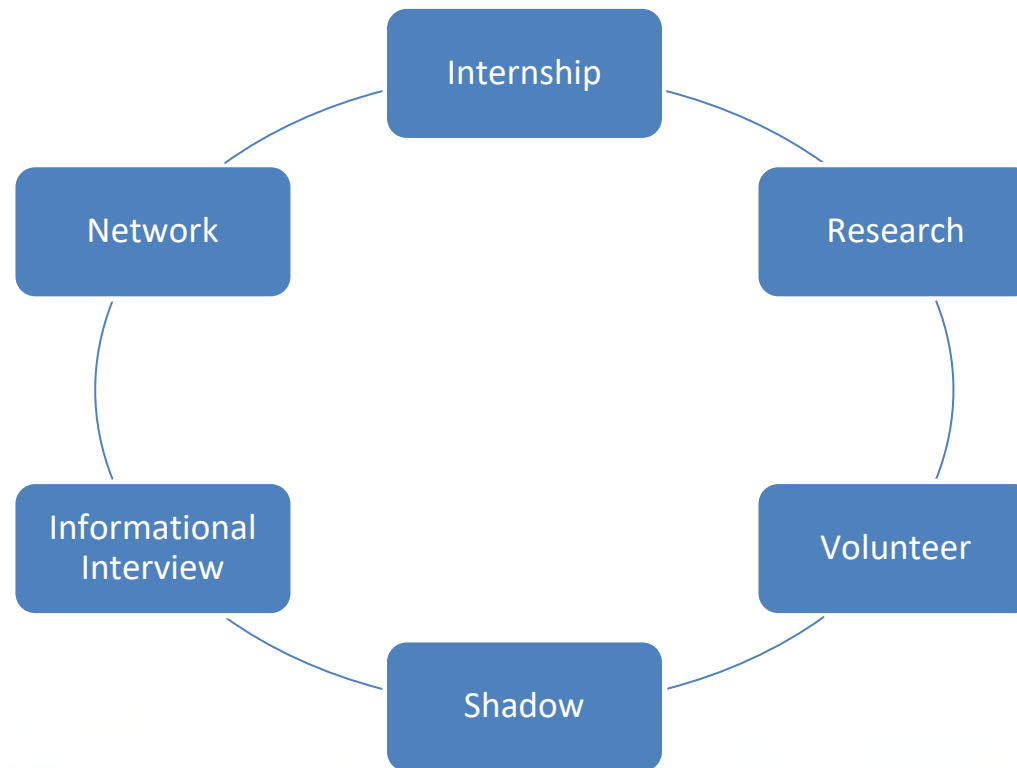 Internship
Research
Volunteer
Shadow
Informational
Interview
Network